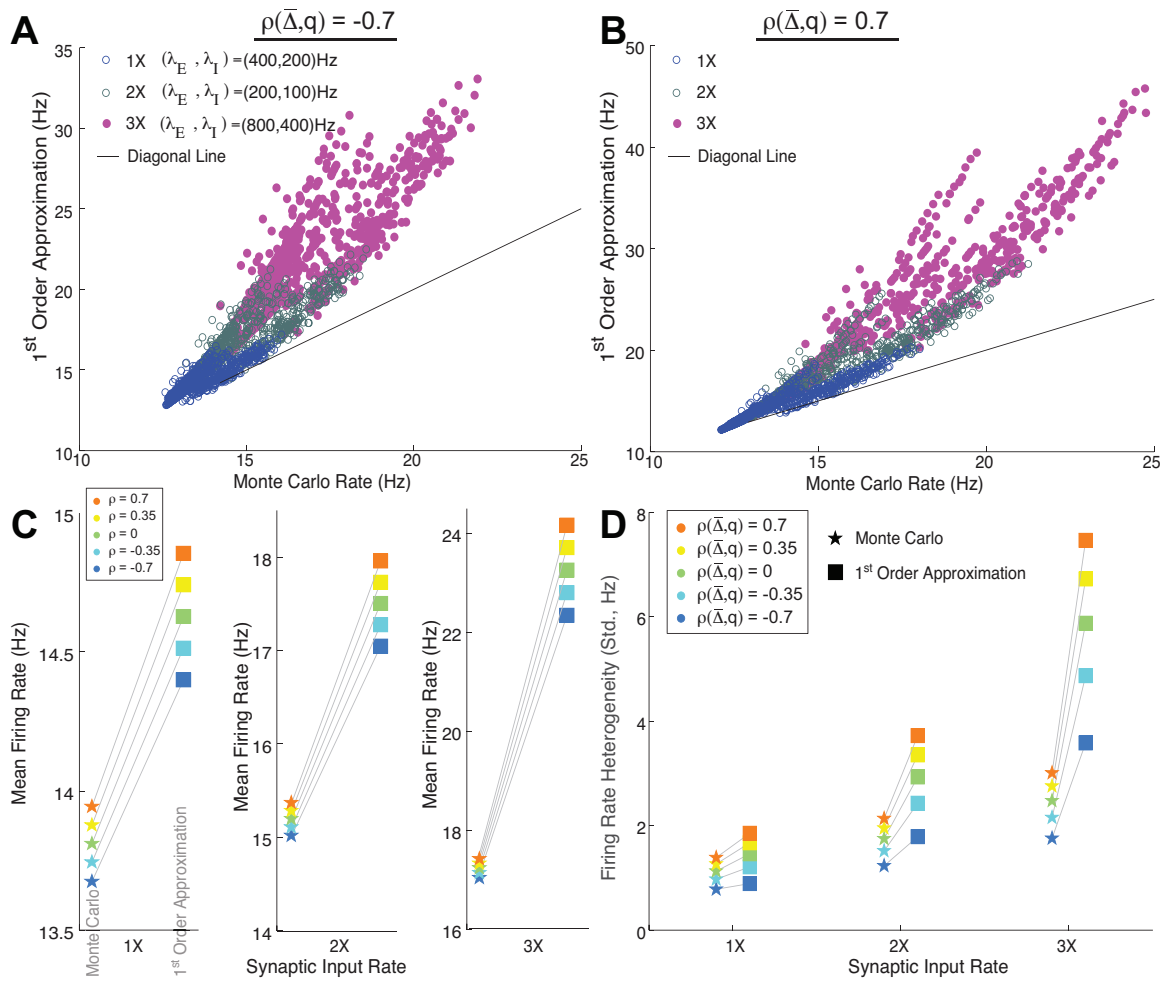 A
ρ(Δ̅,q) = -0.7
35
30
25
20
15
10
1st Order Approximation (Hz)
1X (λE , λI) =(400,200)Hz
2X (λE , λI) =(200,100)Hz
3X (λE , λI) =(800,400)Hz
Diagonal Line
10 15 20 25
Monte Carlo Rate (Hz)
B
ρ(Δ̅,q) = 0.7
50
40
30
20
10
1st Order Approximation (Hz)
1X
2X
3X
Diagonal Line
10 15 20 25
Monte Carlo Rate (Hz)
C
ρ = 0.7
ρ = 0.35
ρ = 0
ρ = -0.35
ρ = -0.7
15
14.5
14
13.5
Mean Firing Rate (Hz)
Monte Carlo
1st Order Approximation
1X
18
17
16
15
14
Mean Firing Rate (Hz)
2X
24
22
20
18
16
Mean Firing Rate (Hz)
3X
Synaptic Input Rate
D
ρ(Δ̅,q) = 0.7
ρ(Δ̅,q) = 0.35
ρ(Δ̅,q) = 0
ρ(Δ̅,q) = -0.35
ρ(Δ̅,q) = -0.7
Monte Carlo
1st Order Approximation
8
6
4
2
0
Firing Rate Heterogeneity (Std., Hz)
1X 2X 3X
Synaptic Input Rate